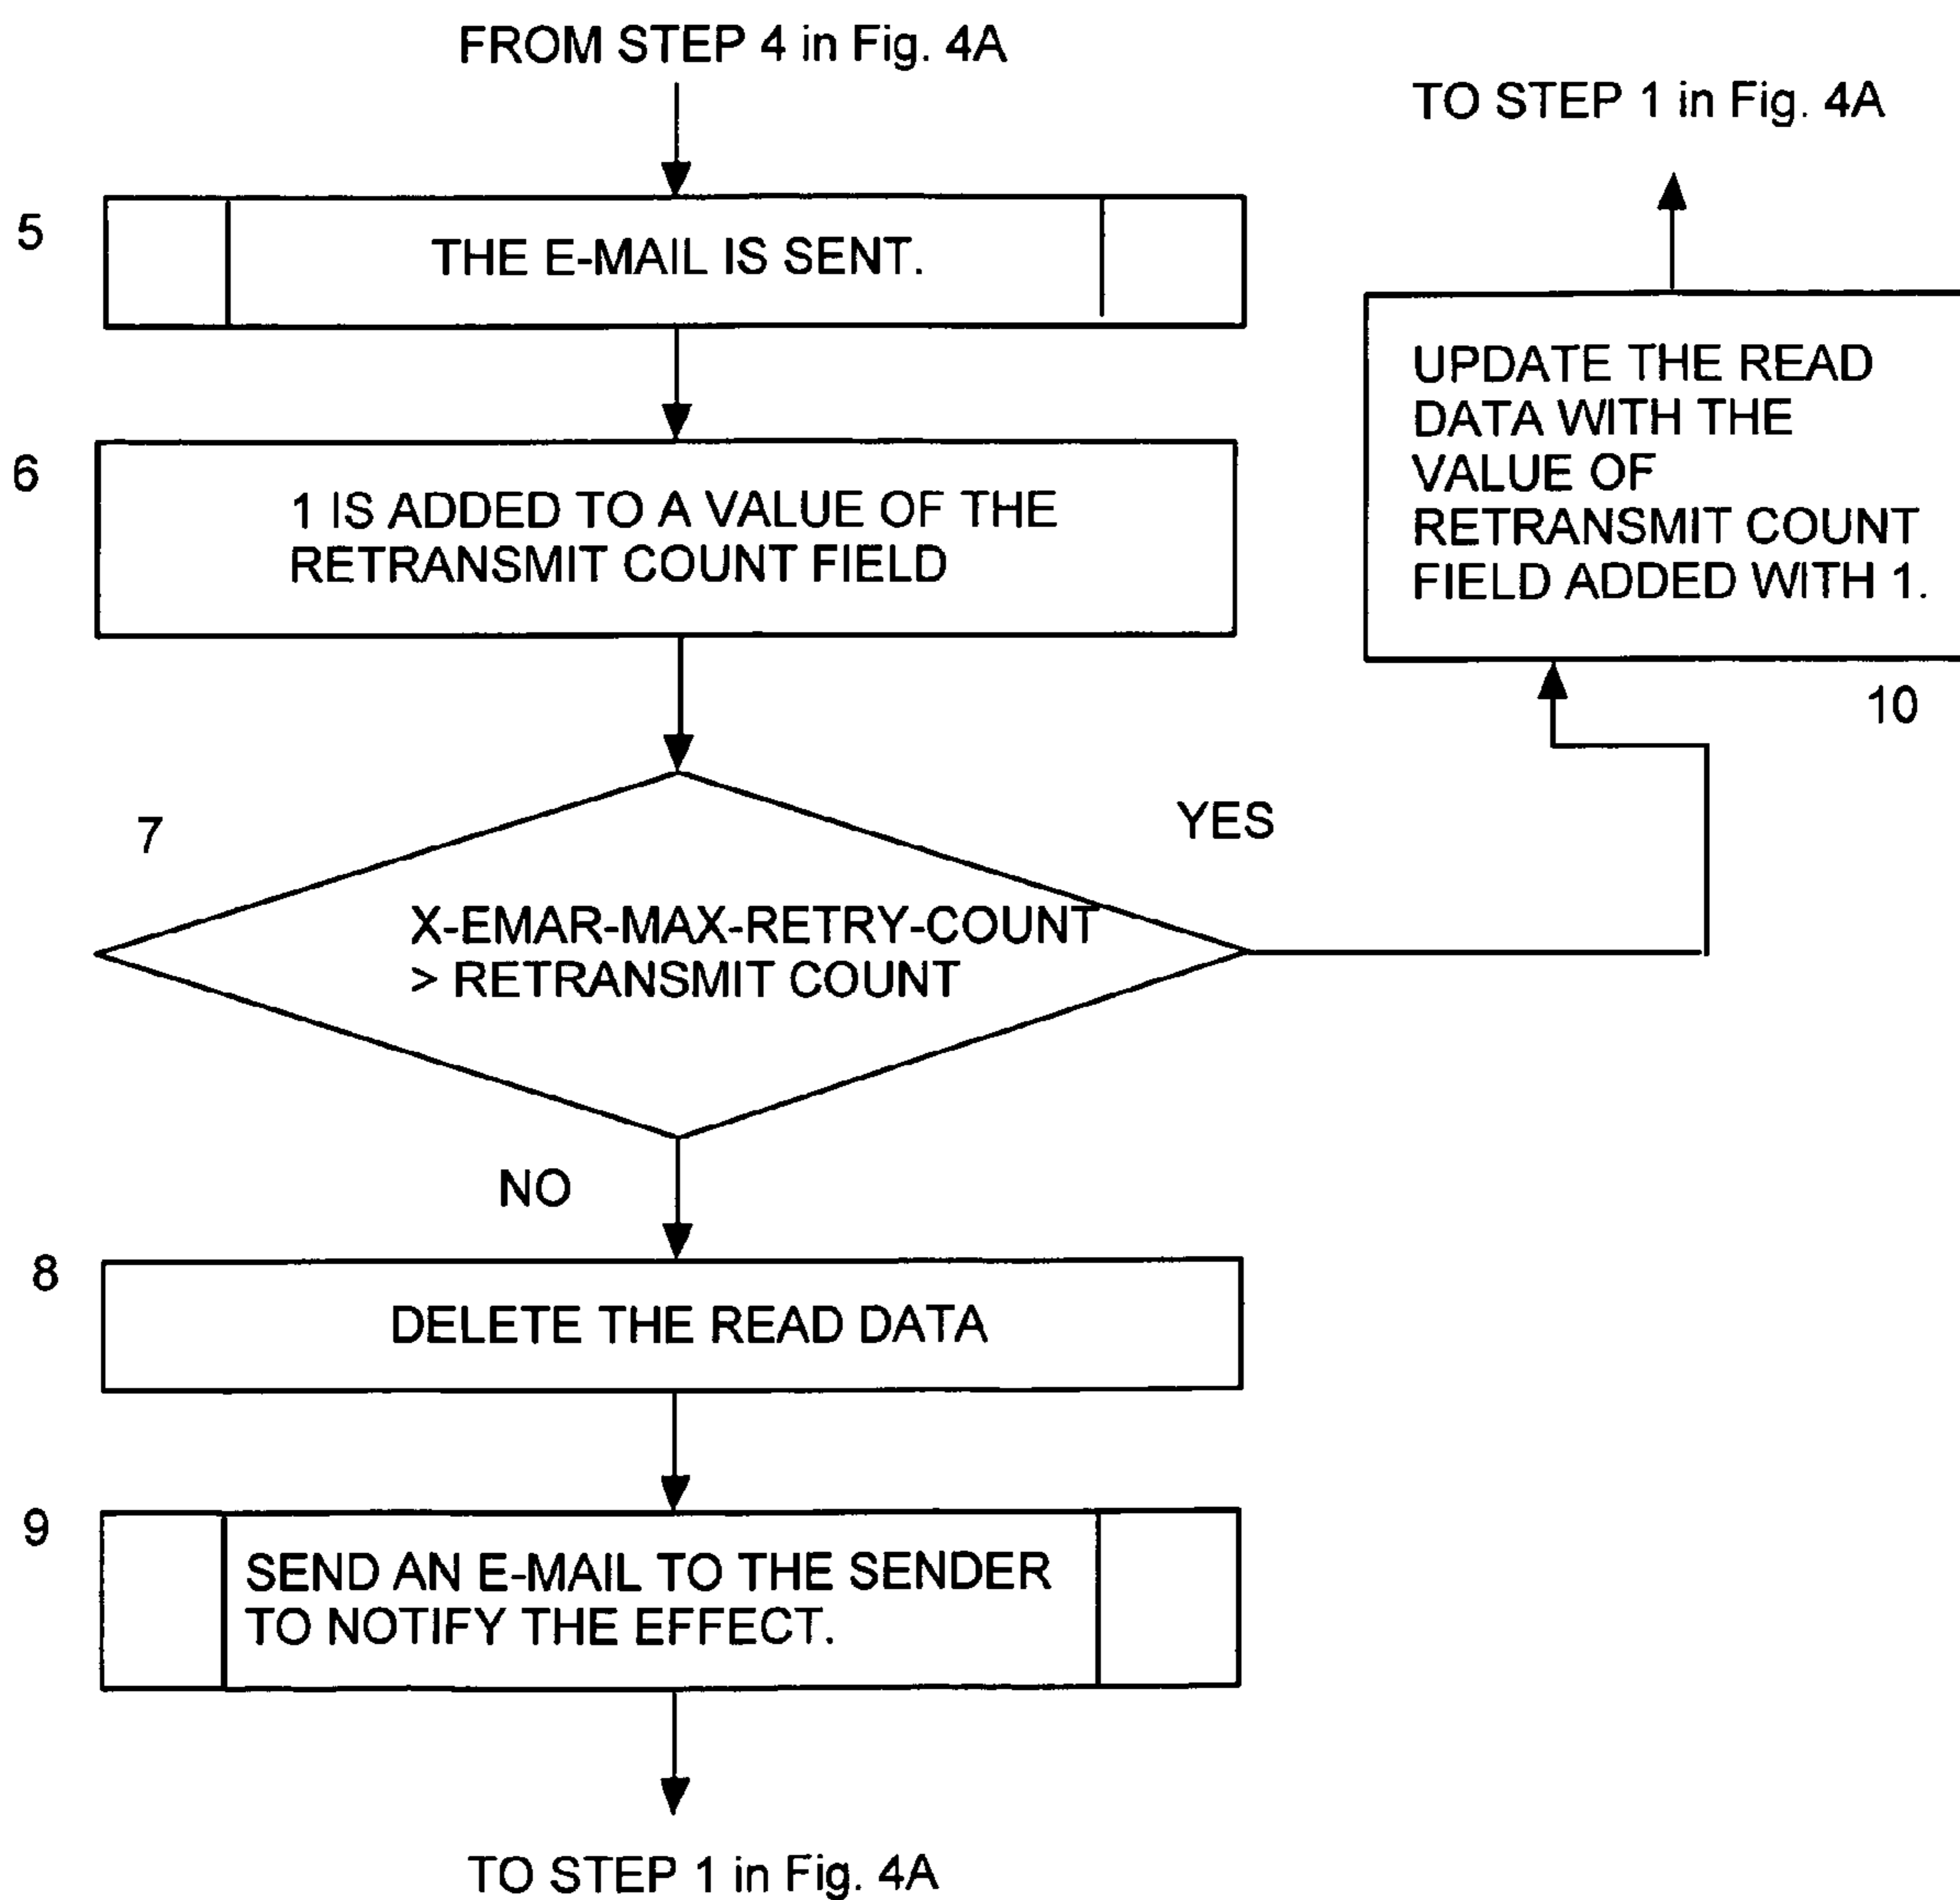 FROM STEP 4 in Fig. 4A
TO STEP 1 in Fig. 4A
5
THE E-MAIL IS SENT.
UPDATE THE READ
DATA WITH THE
VALUE OF
RETRANSMIT COUNT
FIELD ADDED WITH 1.
10
6
1 IS ADDED TO A VALUE OF THE
RETRANSMIT COUNT FIELD
7
YES
X-EMAR-MAX-RETRY-COUNT
> RETRANSMIT COUNT
NO
8
DELETE THE READ DATA
9
SEND AN E-MAIL TO THE SENDER
TO NOTIFY THE EFFECT.
TO STEP 1 in Fig. 4A